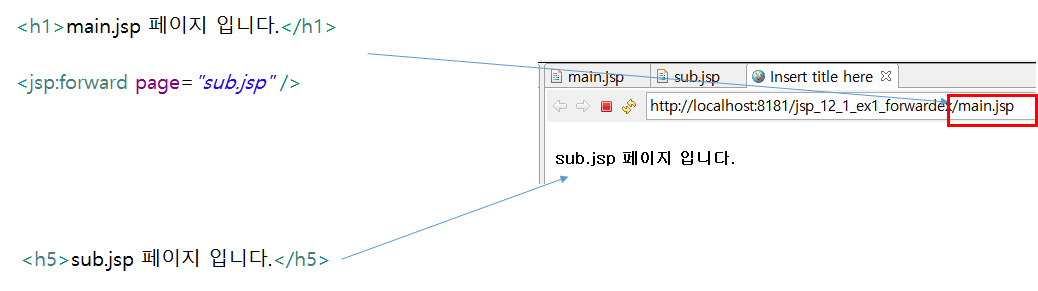 <h1>main.jsp 페이지 입니다.</h1>
<jsp:forward page="sub.jsp" />
main.jsp sub.jsp Insert title here
http://localhost:8181/jsp_12_1_ex1_forwardex/main.jsp
sub.jsp 페이지 입니다.
<h5>sub.jsp 페이지 입니다.</h5>